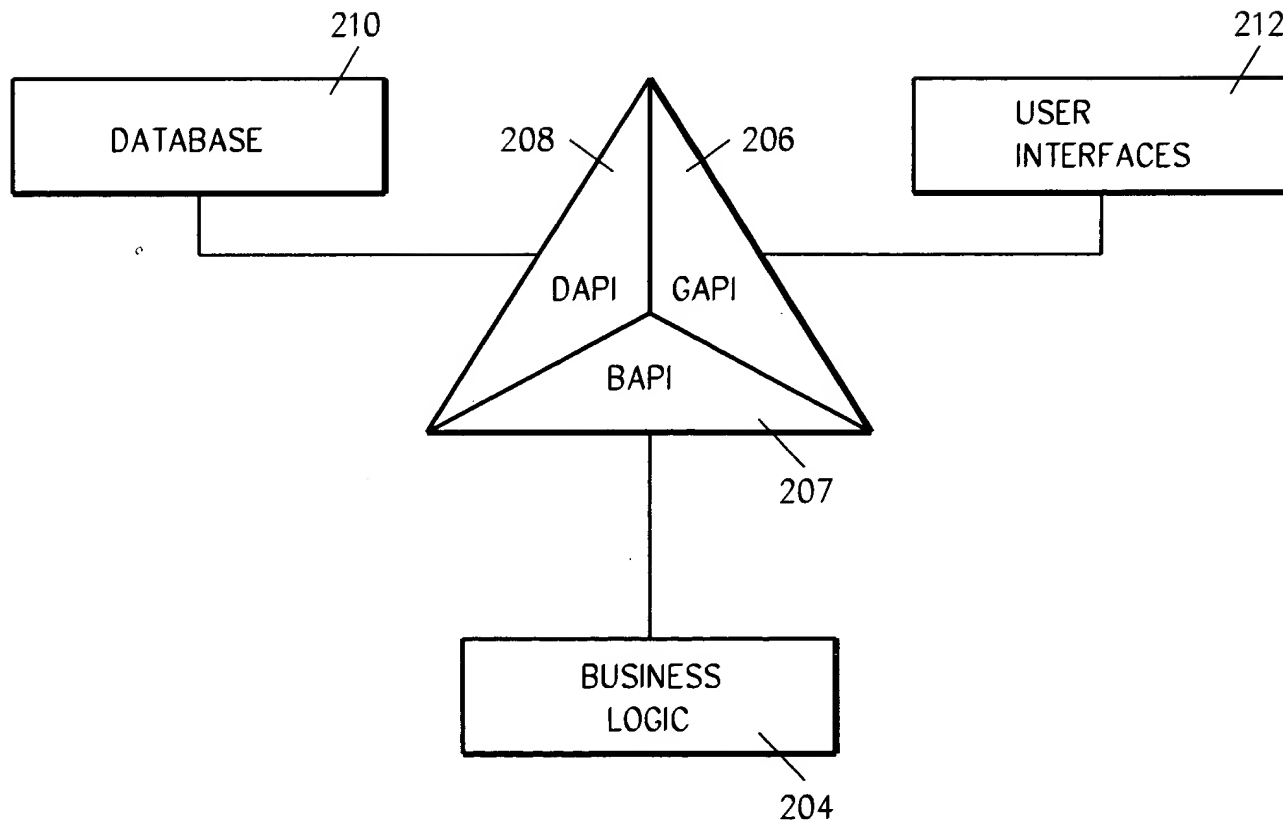 210
212
DATABASE
208
206
USER
INTERFACES
DAPI
GAPI
BAPI
207
BUSINESS
LOGIC
204